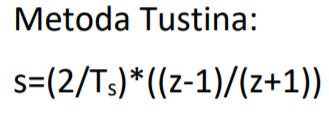 Metoda Tustina:
s=(2/Tₛ)*((z-1)/(z+1))